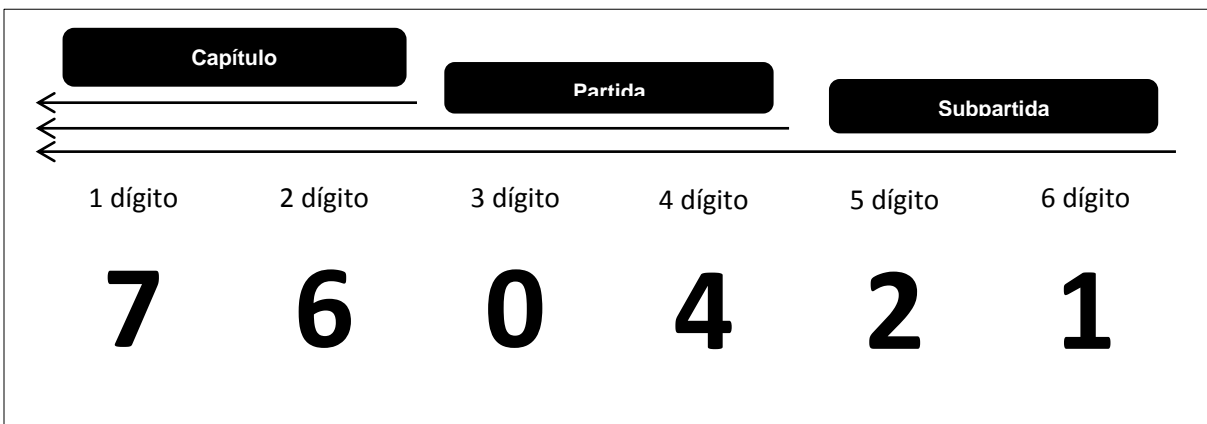 Capítulo
Partida
Subpartida
1 dígito 2 dígito 3 dígito 4 dígito 5 dígito 6 dígito
7 6 0 4 2 1